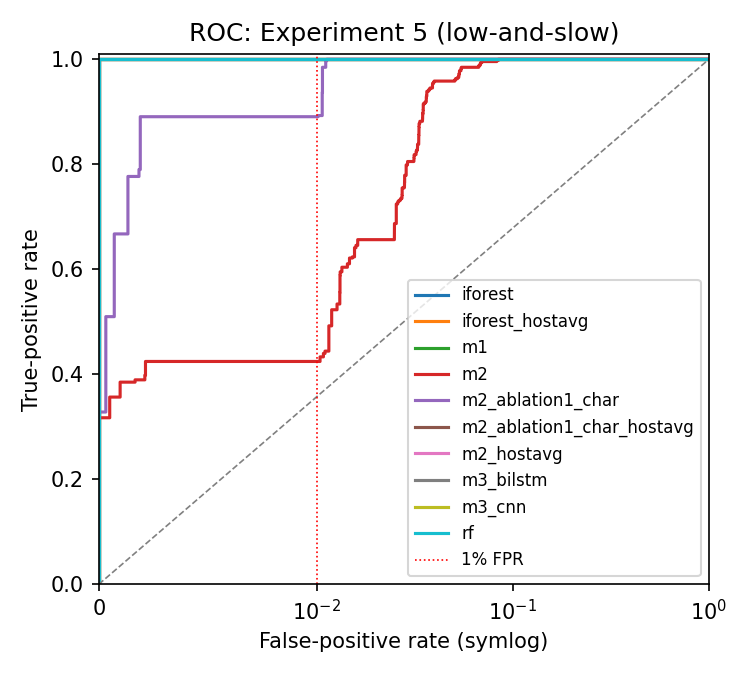 ROC: Experiment 5 (low-and-slow)
True-positive rate
1.0
0.8
0.6
0.4
0.2
0.0
iforest
iforest_hostavg
m1
m2
m2_ablation1_char
m2_ablation1_char_hostavg
m2_hostavg
m3_bilstm
m3_cnn
rf
1% FPR
0
10⁻²
10⁻¹
10⁰
False-positive rate (symlog)